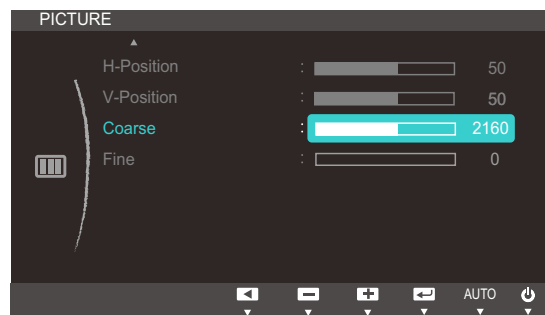 PICTURE
H-Position : 50
V-Position : 50
Coarse : 2160
Fine : 0
AUTO